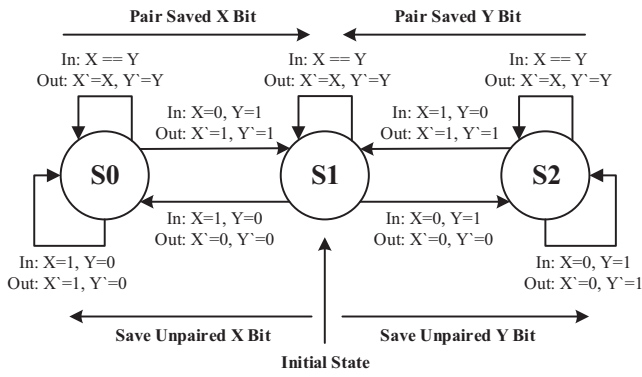 Pair Saved X Bit
Pair Saved Y Bit
In: X == Y
Out: X`=X, Y`=Y
In: X == Y
Out: X`=X, Y`=Y
In: X == Y
Out: X`=X, Y`=Y
In: X=0, Y=1
Out: X`=1, Y`=1
In: X=1, Y=0
Out: X`=1, Y`=1
S0
S1
S2
In: X=1, Y=0
Out: X`=0, Y`=0
In: X=0, Y=1
Out: X`=0, Y`=0
In: X=1, Y=0
Out: X`=1, Y`=0
In: X=0, Y=1
Out: X`=0, Y`=1
Save Unpaired X Bit
Save Unpaired Y Bit
Initial State